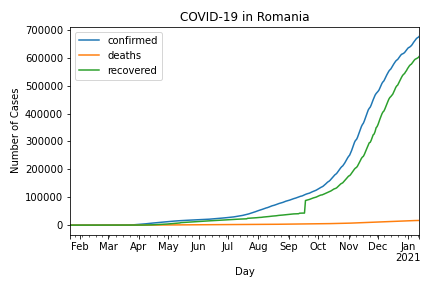 COVID-19 in Romania
700000
600000
500000
400000
300000
200000
100000
0
Number of Cases
confirmed
deaths
recovered
Feb Mar Apr May Jun Jul Aug Sep Oct Nov Dec Jan
2021
Day